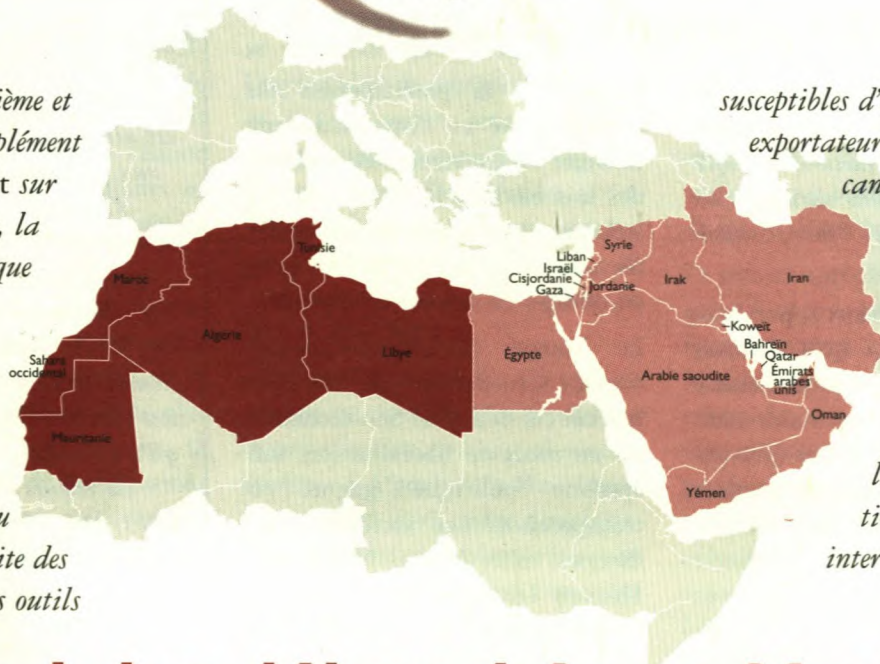 ième et
plément
t sur
, la
que
susceptibles d'
exportateur
can
Tunisie
Maroc
Algérie
Libye
Sahara
occidental
Mauritanie
Égypte
Liban
Israël
Cisjordanie
Gaza
Syrie
Jordanie
Irak
Iran
Koweït
Bahreïn
Qatar
Émirats
arabes
unis
Arabie saoudite
Oman
Yémen
u
ite des
s outils
l
ti
inter